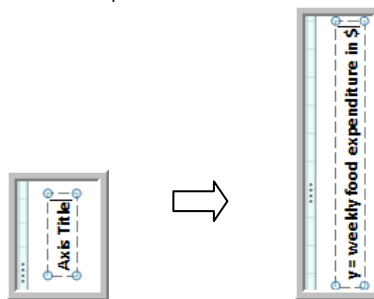 Axis Title
y = weekly food expenditure in $